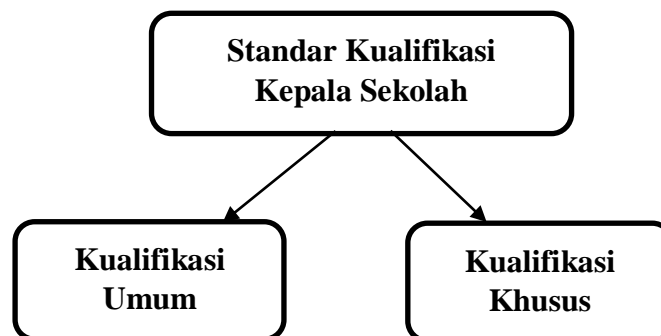 Standar Kualifikasi
Kepala Sekolah
Kualifikasi
Umum
Kualifikasi
Khusus